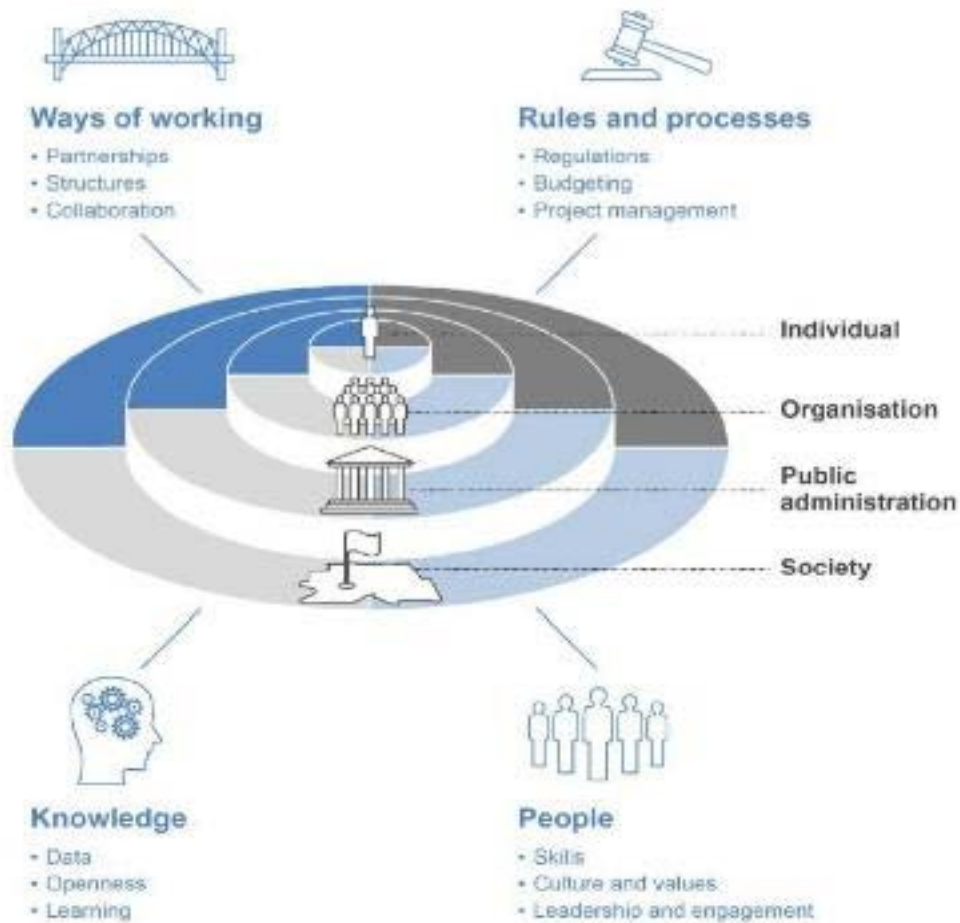 Ways of working
• Partnerships
• Structures
• Collaboration
Rules and processes
• Regulations
• Budgeting
• Project management
Individual
Organisation
Public
administration
Society
Knowledge
• Data
• Openness
• Learning
People
• Skills
• Culture and values
• Leadership and engagement